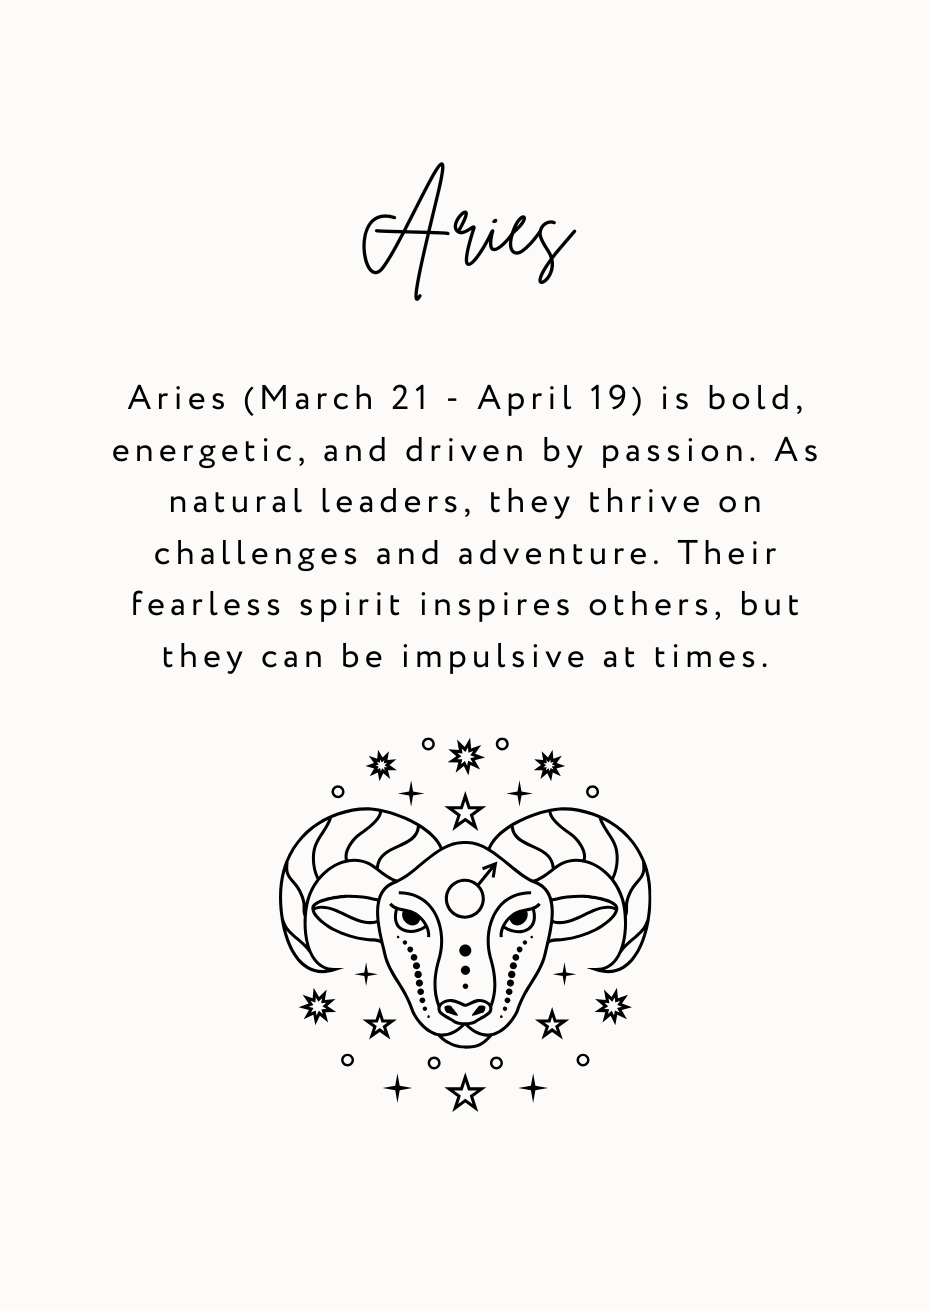 Aries
Aries (March 21 - April 19) is bold,
energetic, and driven by passion. As
natural leaders, they thrive on
challenges and adventure. Their
fearless spirit inspires others, but
they can be impulsive at times.